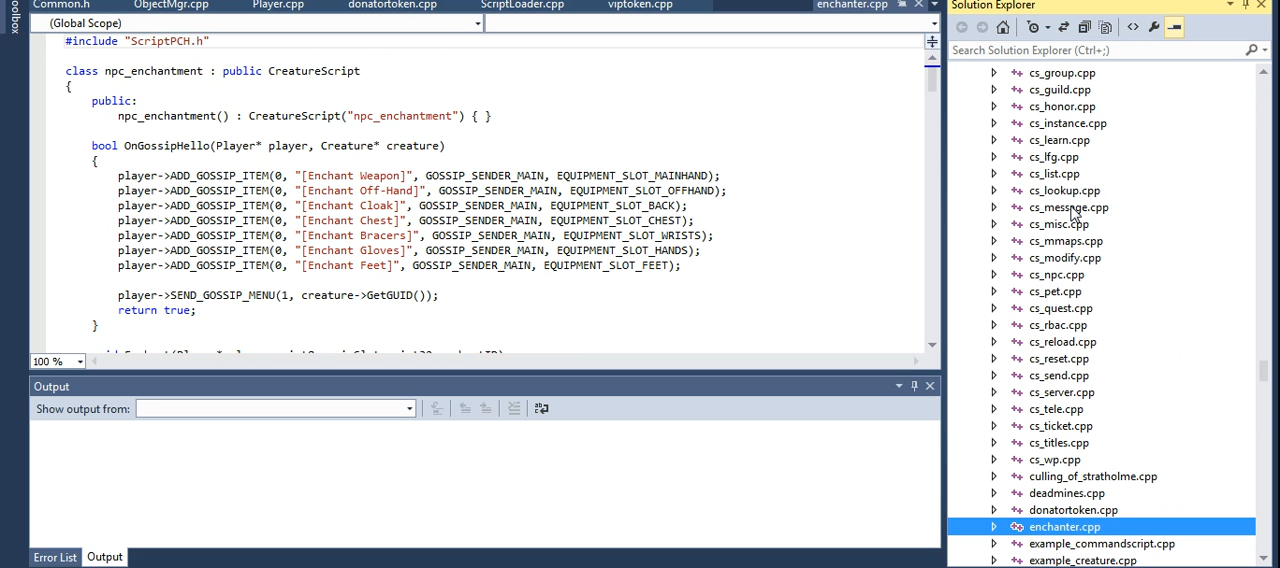 Common.h ObjectMgr.cpp Player.cpp donatortoken.cpp ScriptLoader.cpp viptoken.cpp enchanter.cpp
(Global Scope)
#include "ScriptPCH.h"
class npc_enchantment : public CreatureScript
{
public:
npc_enchantment() : CreatureScript("npc_enchantment") { }
bool OnGossipHello(Player* player, Creature* creature)
{
player->ADD_GOSSIP_ITEM(0, "[Enchant Weapon]", GOSSIP_SENDER_MAIN, EQUIPMENT_SLOT_MAINHAND);
player->ADD_GOSSIP_ITEM(0, "[Enchant Off-Hand]", GOSSIP_SENDER_MAIN, EQUIPMENT_SLOT_OFFHAND);
player->ADD_GOSSIP_ITEM(0, "[Enchant Cloak]", GOSSIP_SENDER_MAIN, EQUIPMENT_SLOT_BACK);
player->ADD_GOSSIP_ITEM(0, "[Enchant Chest]", GOSSIP_SENDER_MAIN, EQUIPMENT_SLOT_CHEST);
player->ADD_GOSSIP_ITEM(0, "[Enchant Bracers]", GOSSIP_SENDER_MAIN, EQUIPMENT_SLOT_WRISTS);
player->ADD_GOSSIP_ITEM(0, "[Enchant Gloves]", GOSSIP_SENDER_MAIN, EQUIPMENT_SLOT_HANDS);
player->ADD_GOSSIP_ITEM(0, "[Enchant Feet]", GOSSIP_SENDER_MAIN, EQUIPMENT_SLOT_FEET);
player->SEND_GOSSIP_MENU(1, creature->GetGUID());
return true;
}
100 %
Output
Show output from:
Error List Output
Solution Explorer
Search Solution Explorer (Ctrl+;)
cs_group.cpp
cs_guild.cpp
cs_honor.cpp
cs_instance.cpp
cs_learn.cpp
cs_lfg.cpp
cs_list.cpp
cs_lookup.cpp
cs_message.cpp
cs_misc.cpp
cs_mmaps.cpp
cs_modify.cpp
cs_npc.cpp
cs_pet.cpp
cs_quest.cpp
cs_rbac.cpp
cs_reload.cpp
cs_reset.cpp
cs_send.cpp
cs_server.cpp
cs_tele.cpp
cs_ticket.cpp
cs_titles.cpp
cs_wp.cpp
culling_of_stratholme.cpp
deadmines.cpp
donatortoken.cpp
enchanter.cpp
example_commandscript.cpp
example_creature.cpp